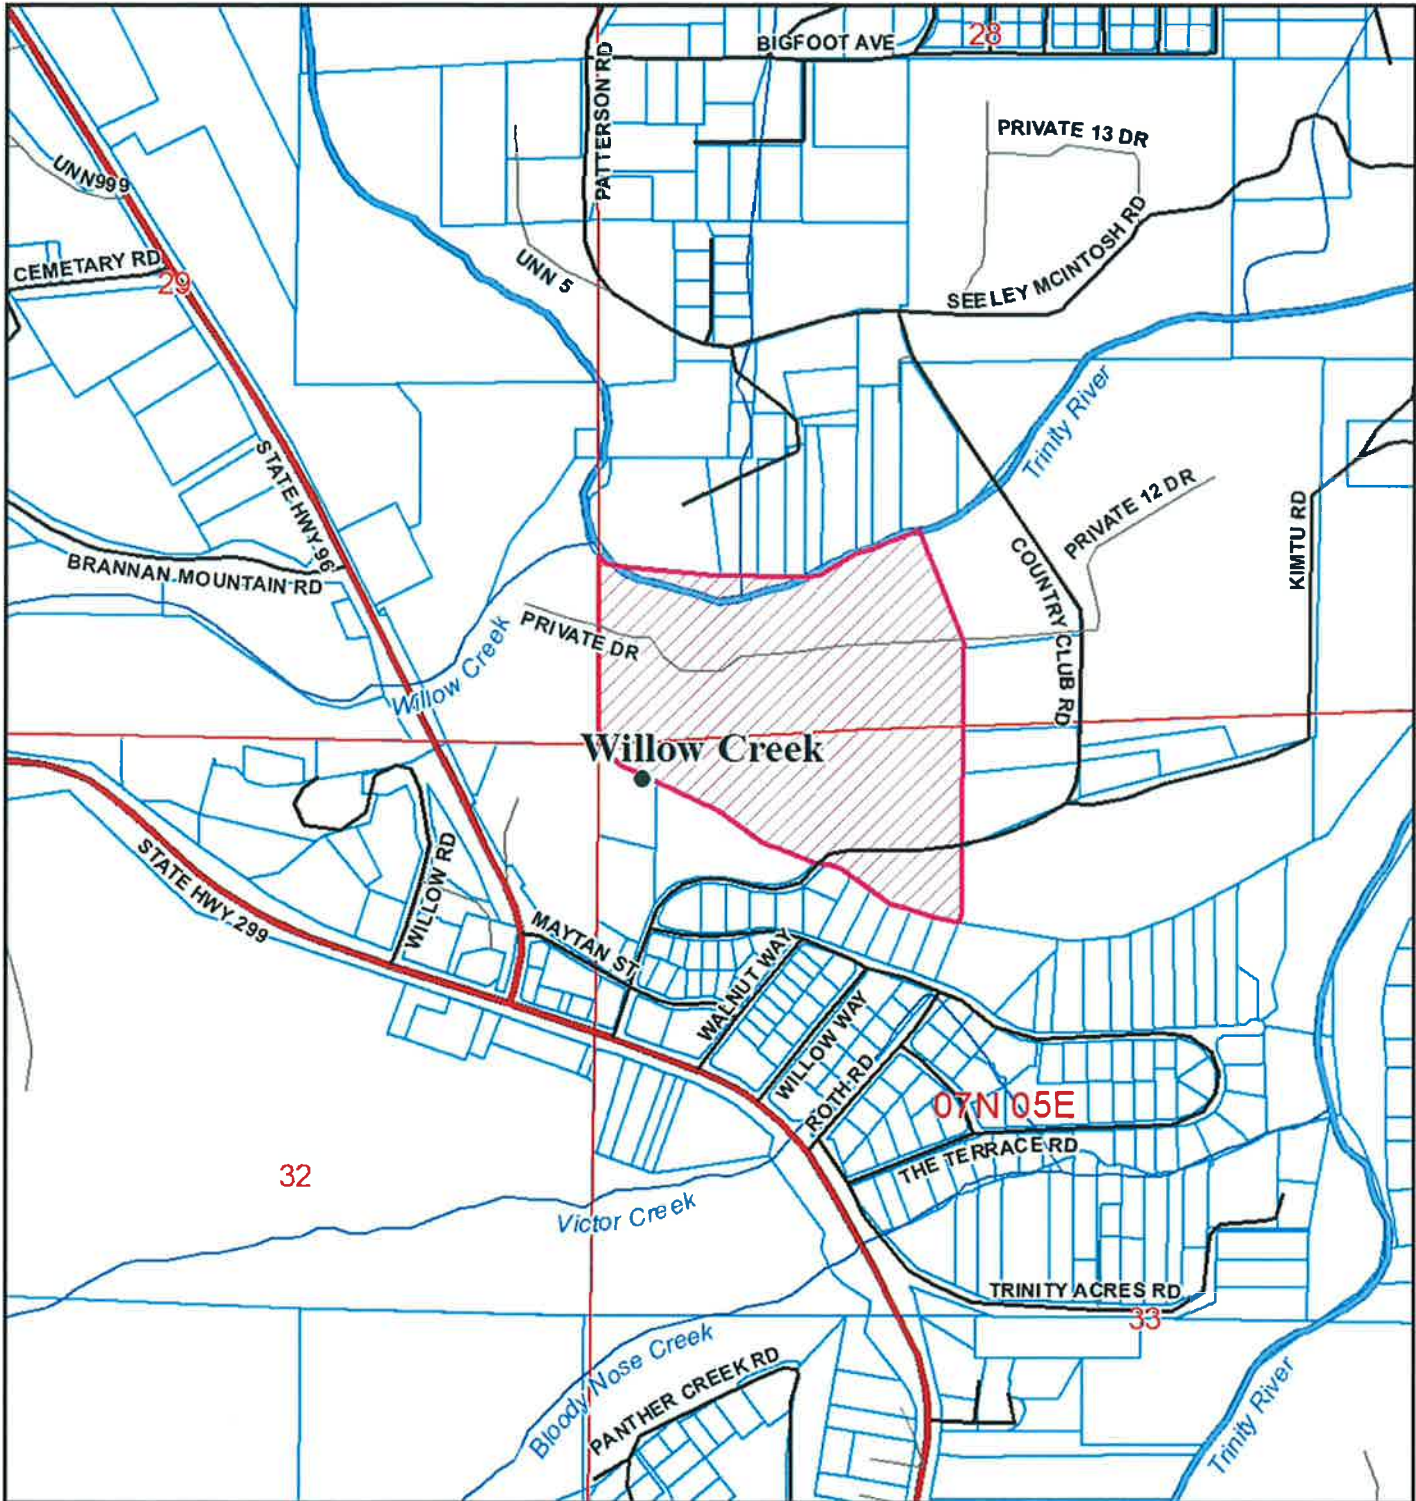 28
BIGFOOT AVE
PATTERSON RD
PRIVATE 13 DR
UNN999
CEMETARY RD
29
UNN 5
SEELEY MCINTOSH RD
Trinity River
STATE HWY 96
PRIVATE 12 DR
KIMTU RD
BRANNAN MOUNTAIN RD
COUNTRY CLUB RD
PRIVATE DR
Willow Creek
Willow Creek
STATE HWY 299
WILLOW RD
MAYTAN ST
WALNUT WAY
WILLOW WAY
ROTH RD
07N 05E
THE TERRACE RD
32
Victor Creek
TRINITY ACRES RD
33
Bloody Nose Creek
PANTHER CREEK RD
Trinity River